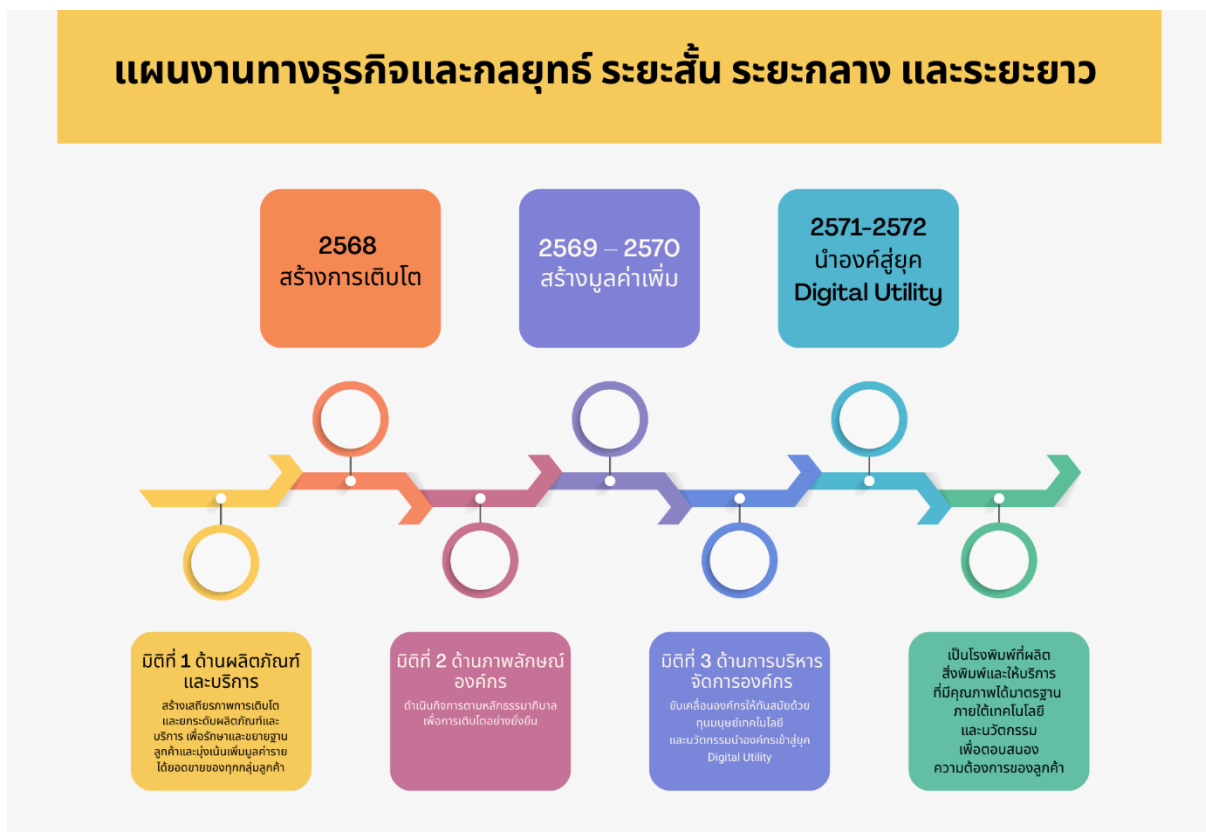 แผนงานทางธุรกิจและกลยุทธ์ ระยะสั้น ระยะกลาง และระยะยาว
2568
สร้างการเติบโต
2569 – 2570
สร้างมูลค่าเพิ่ม
2571-2572
นำองค์สู่ยุค
Digital Utility
มิติที่ 1 ด้านผลิตภัณฑ์
และบริการ
สร้างเสถียรภาพการเติบโต
และยกระดับผลิตภัณฑ์และ
บริการ เพื่อรักษาและขยายฐาน
ลูกค้าและมุ่งเน้นเพิ่มมูลค่าราย
ได้ยอดขายของทุกกลุ่มลูกค้า
มิติที่ 2 ด้านภาพลักษณ์
องค์กร
ดำเนินกิจการตามหลักธรรมาภิบาล
เพื่อการเติบโตอย่างยั่งยืน
มิติที่ 3 ด้านการบริหาร
จัดการองค์กร
ขับเคลื่อนองค์กรให้ทันสมัยด้วย
ทุนมนุษย์เทคโนโลยี
และนวัตกรรมนำองค์กรเข้าสู่ยุค
Digital Utility
เป็นโรงพิมพ์ที่ผลิต
สิ่งพิมพ์และให้บริการ
ที่มีคุณภาพได้มาตรฐาน
ภายใต้เทคโนโลยี
และนวัตกรรม
เพื่อตอบสนอง
ความต้องการของลูกค้า